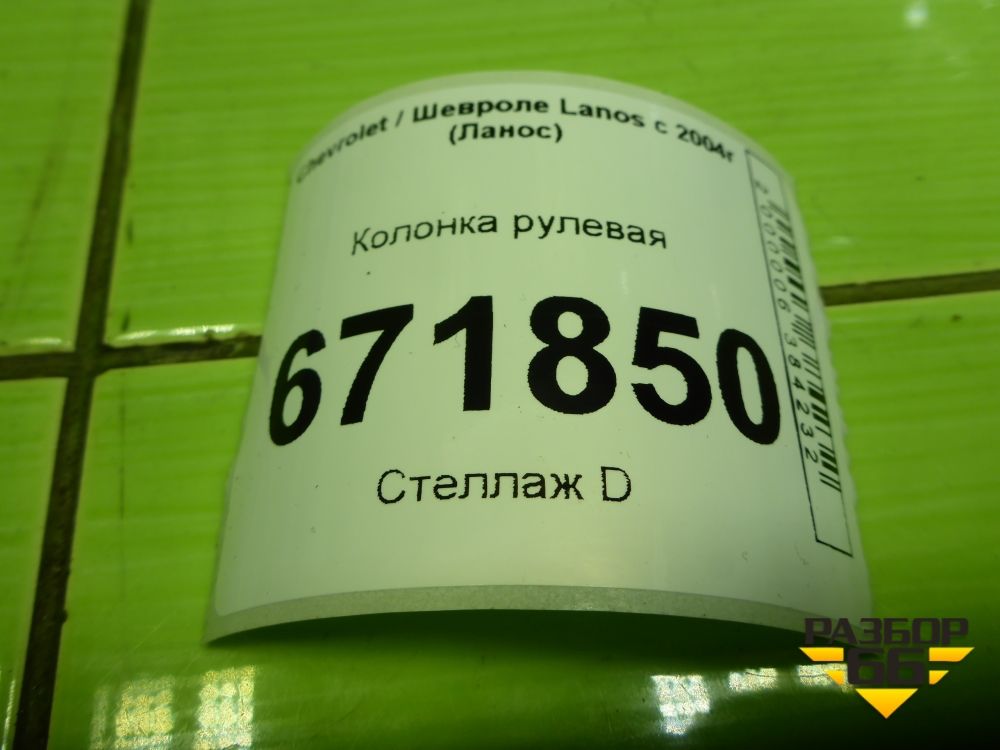 Chevrolet / Шевроле Lanos с 2004г
(Ланос)
Колонка рулевая
671850
Стеллаж D
2000006384232
РАЗБОР
66